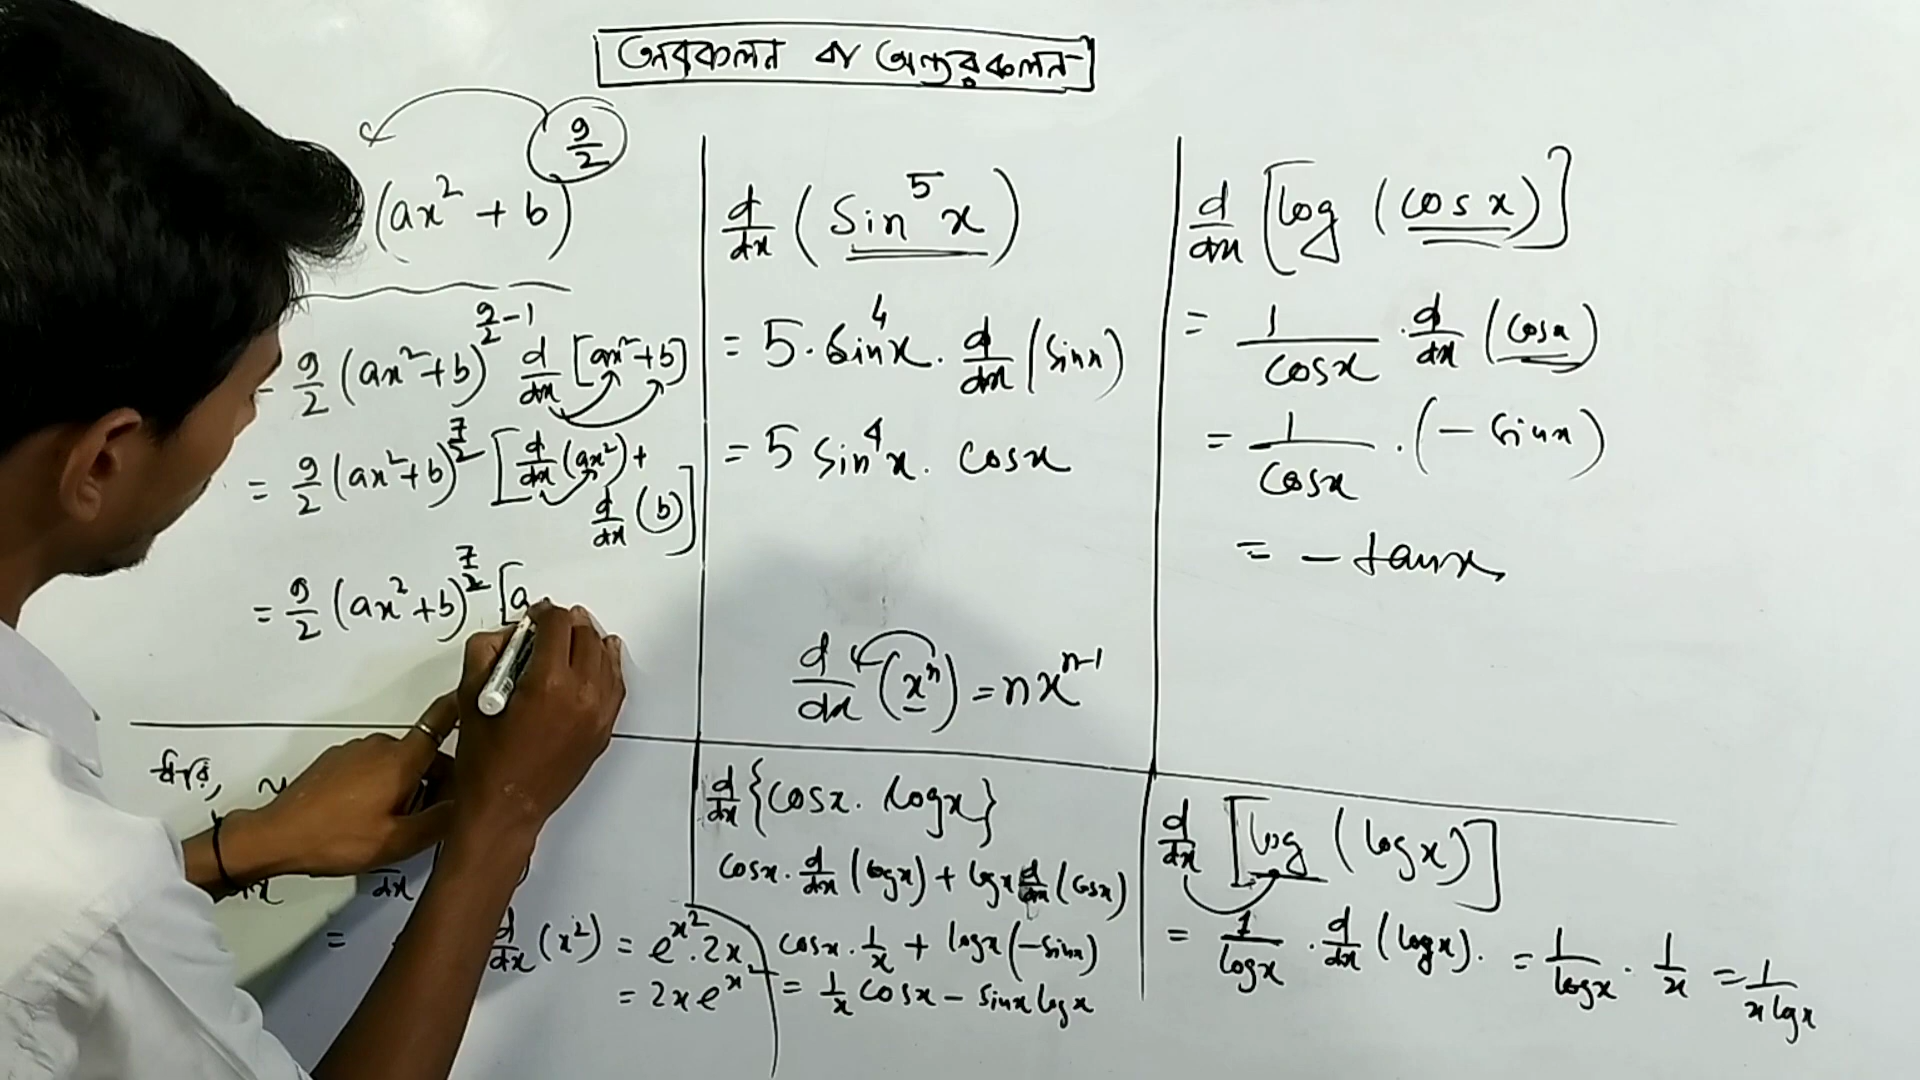 অবকলন বা অন্তরকলন
(ax² + b)^(9/2)
= 9/2 (ax²+b)^(9/2 - 1) d/dx [ax²+b]
= 9/2 (ax²+b)^(7/2) [d/dx (ax²) +
d/dx (b)]
= 9/2 (ax²+b)^(7/2) [a
d/dx (Sin⁵x)
= 5. Sin⁴x. d/dx (Sinx)
= 5 Sin⁴x. Cosx
d/dx (xⁿ) = nxⁿ⁻¹
d/dx [log (Cosx)]
= 1/Cosx . d/dx (Cosx)
= 1/Cosx . (- Sinx)
= - tanx
ধরি,
dx
= d/dx (x²) = e^(x²). 2x
= 2x e^(x²)
d/dx {Cosx. logx}
Cosx. d/dx (logx) + logx d/dx (Cosx)
Cosx. 1/x + logx (-Sinx)
= 1/x Cosx - Sinx logx
d/dx [log (logx)]
= 1/logx . d/dx (logx). = 1/logx . 1/x = 1/(x logx)